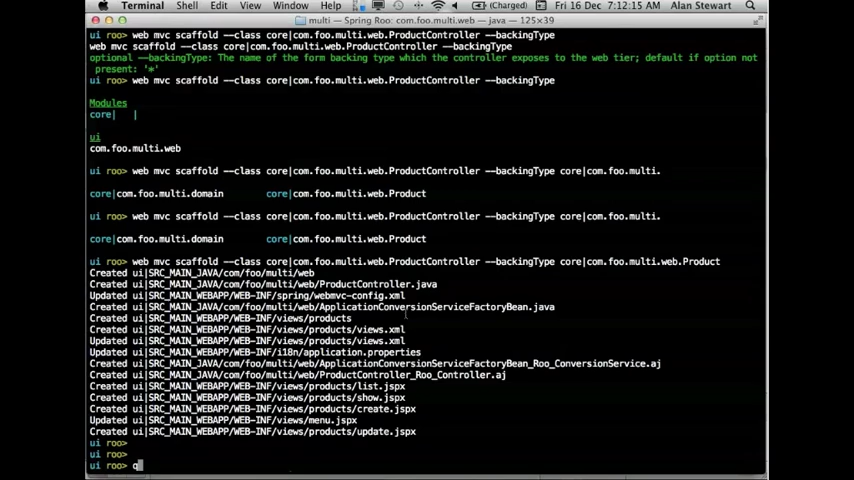 Terminal Shell Edit View Window Help (Charged) Fri 16 Dec 7:12:15 AM Alan Stewart
multi — Spring Roo: com.foo.multi.web — java — 125×39
ui roo> web mvc scaffold --class core|com.foo.multi.web.ProductController --backingType
web mvc scaffold --class core|com.foo.multi.web.ProductController --backingType
optional --backingType: The name of the form backing type which the controller exposes to the web tier; default if option not
present: '*'
ui roo> web mvc scaffold --class core|com.foo.multi.web.ProductController --backingType
Modules
core| |
ui
com.foo.multi.web
ui roo> web mvc scaffold --class core|com.foo.multi.web.ProductController --backingType core|com.foo.multi.
core|com.foo.multi.domain core|com.foo.multi.web.Product
ui roo> web mvc scaffold --class core|com.foo.multi.web.ProductController --backingType core|com.foo.multi.
core|com.foo.multi.domain core|com.foo.multi.web.Product
ui roo> web mvc scaffold --class core|com.foo.multi.web.ProductController --backingType core|com.foo.multi.web.Product
Created ui|SRC_MAIN_JAVA/com/foo/multi/web
Created ui|SRC_MAIN_JAVA/com/foo/multi/web/ProductController.java
Updated ui|SRC_MAIN_WEBAPP/WEB-INF/spring/webmvc-config.xml
Created ui|SRC_MAIN_JAVA/com/foo/multi/web/ApplicationConversionServiceFactoryBean.java
Created ui|SRC_MAIN_WEBAPP/WEB-INF/views/products
Created ui|SRC_MAIN_WEBAPP/WEB-INF/views/products/views.xml
Updated ui|SRC_MAIN_WEBAPP/WEB-INF/views/products/views.xml
Updated ui|SRC_MAIN_WEBAPP/WEB-INF/i18n/application.properties
Created ui|SRC_MAIN_JAVA/com/foo/multi/web/ApplicationConversionServiceFactoryBean_Roo_ConversionService.aj
Created ui|SRC_MAIN_JAVA/com/foo/multi/web/ProductController_Roo_Controller.aj
Created ui|SRC_MAIN_WEBAPP/WEB-INF/views/products/list.jspx
Created ui|SRC_MAIN_WEBAPP/WEB-INF/views/products/show.jspx
Created ui|SRC_MAIN_WEBAPP/WEB-INF/views/products/create.jspx
Updated ui|SRC_MAIN_WEBAPP/WEB-INF/views/menu.jspx
Created ui|SRC_MAIN_WEBAPP/WEB-INF/views/products/update.jspx
ui roo>
ui roo>
ui roo> q